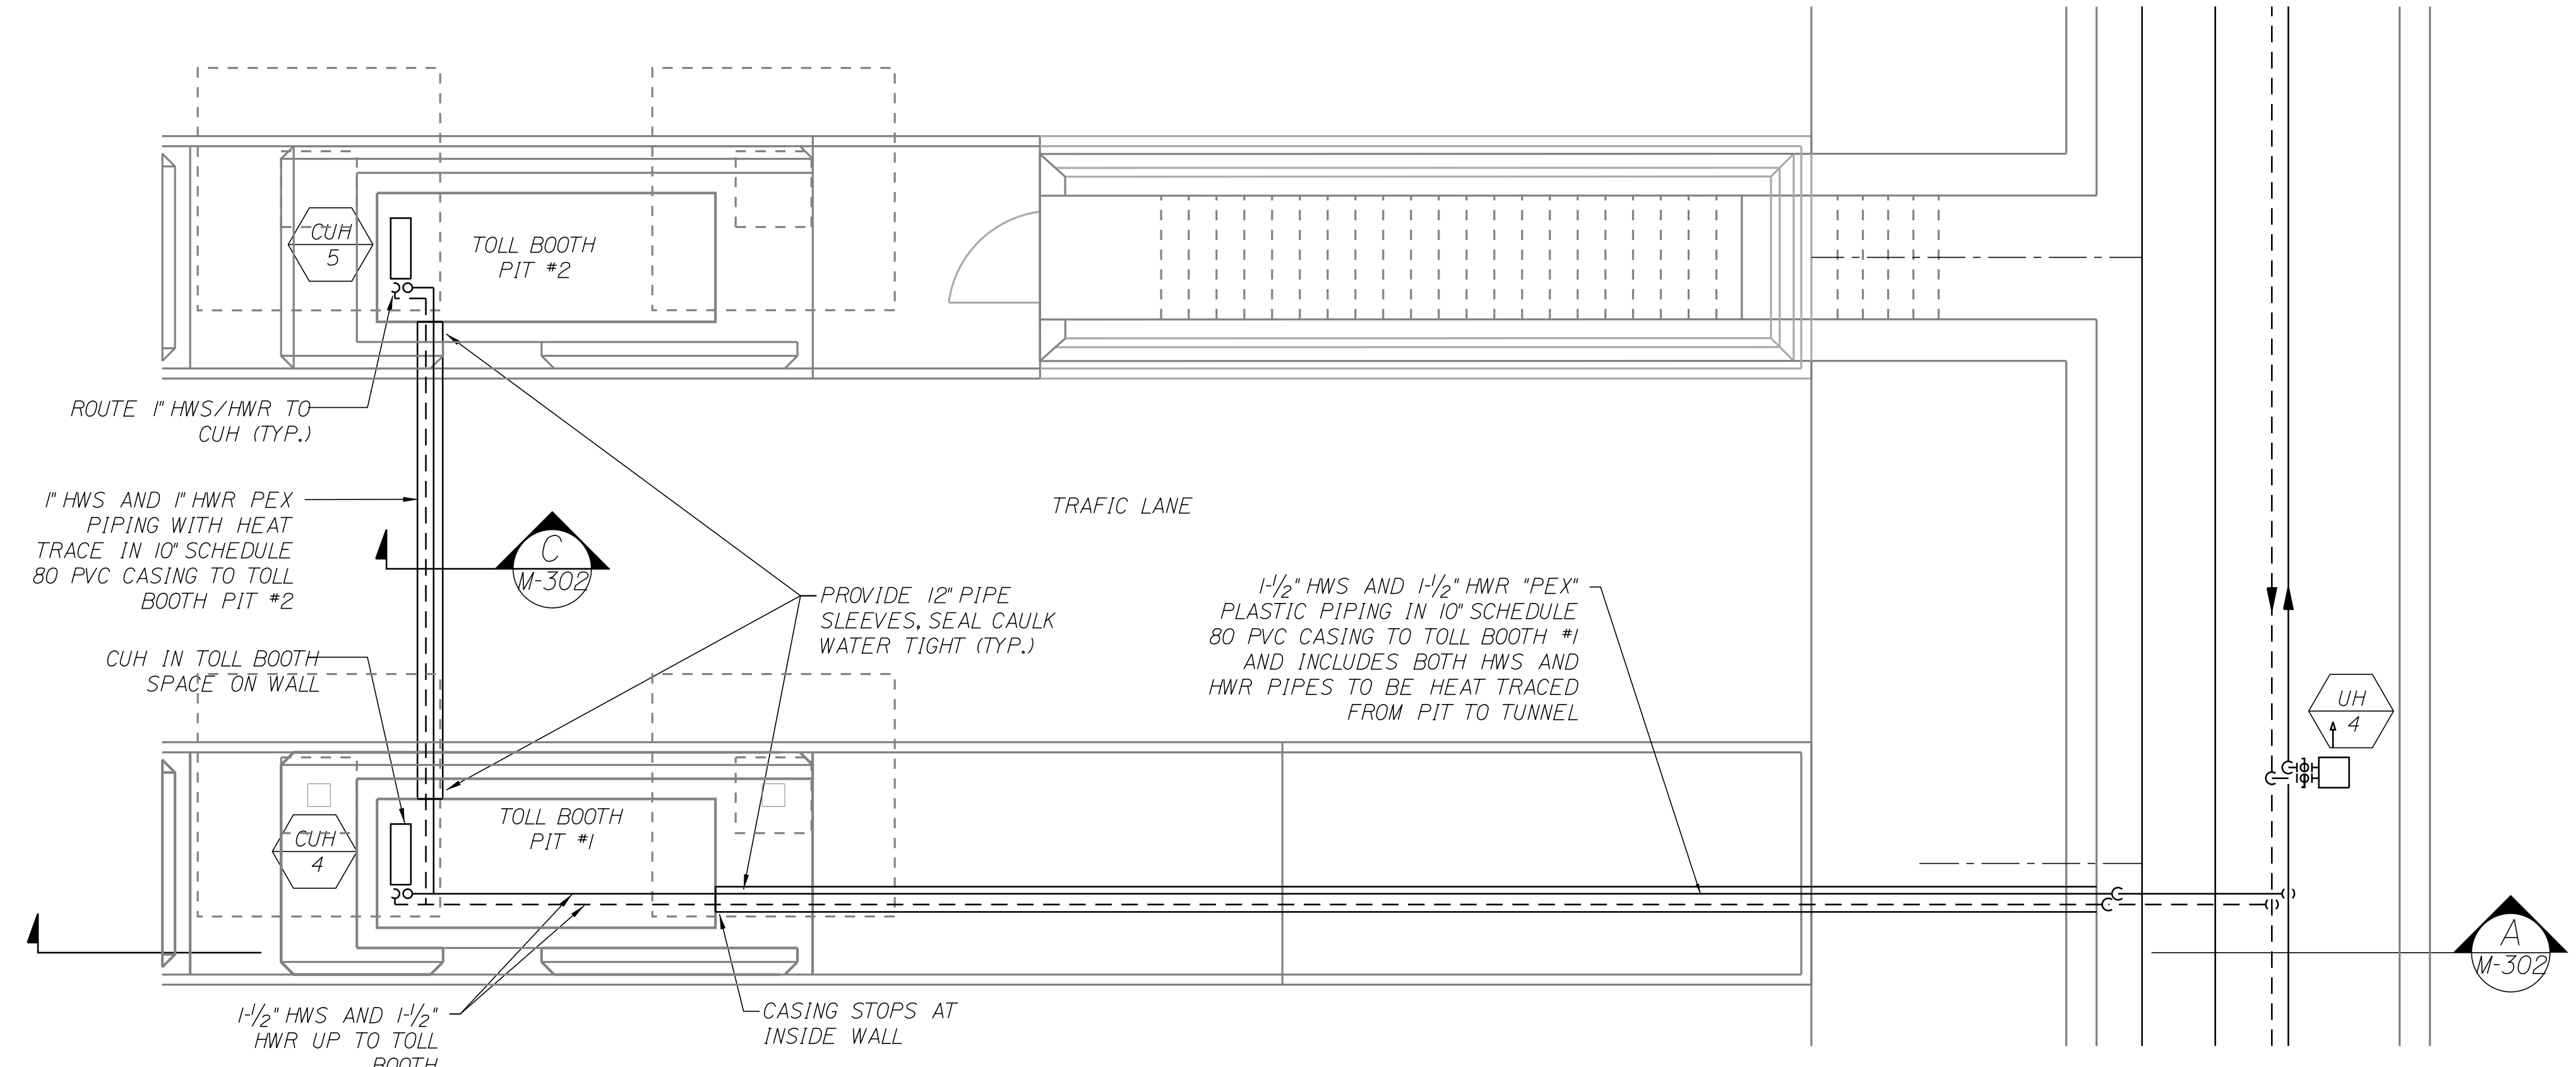 CUH
5
TOLL BOOTH
PIT #2
ROUTE 1" HWS/HWR TO
CUH (TYP.)
1" HWS AND 1" HWR PEX
PIPING WITH HEAT
TRACE IN 10" SCHEDULE
80 PVC CASING TO TOLL
BOOTH PIT #2
C
M-302
TRAFIC LANE
PROVIDE 12" PIPE
SLEEVES, SEAL CAULK
WATER TIGHT (TYP.)
1-1/2" HWS AND 1-1/2" HWR "PEX"
PLASTIC PIPING IN 10" SCHEDULE
80 PVC CASING TO TOLL BOOTH #1
AND INCLUDES BOTH HWS AND
HWR PIPES TO BE HEAT TRACED
FROM PIT TO TUNNEL
CUH IN TOLL BOOTH
SPACE ON WALL
UH
4
TOLL BOOTH
PIT #1
CUH
4
A
M-302
1-1/2" HWS AND 1-1/2"
HWR UP TO TOLL
BOOTH
CASING STOPS AT
INSIDE WALL